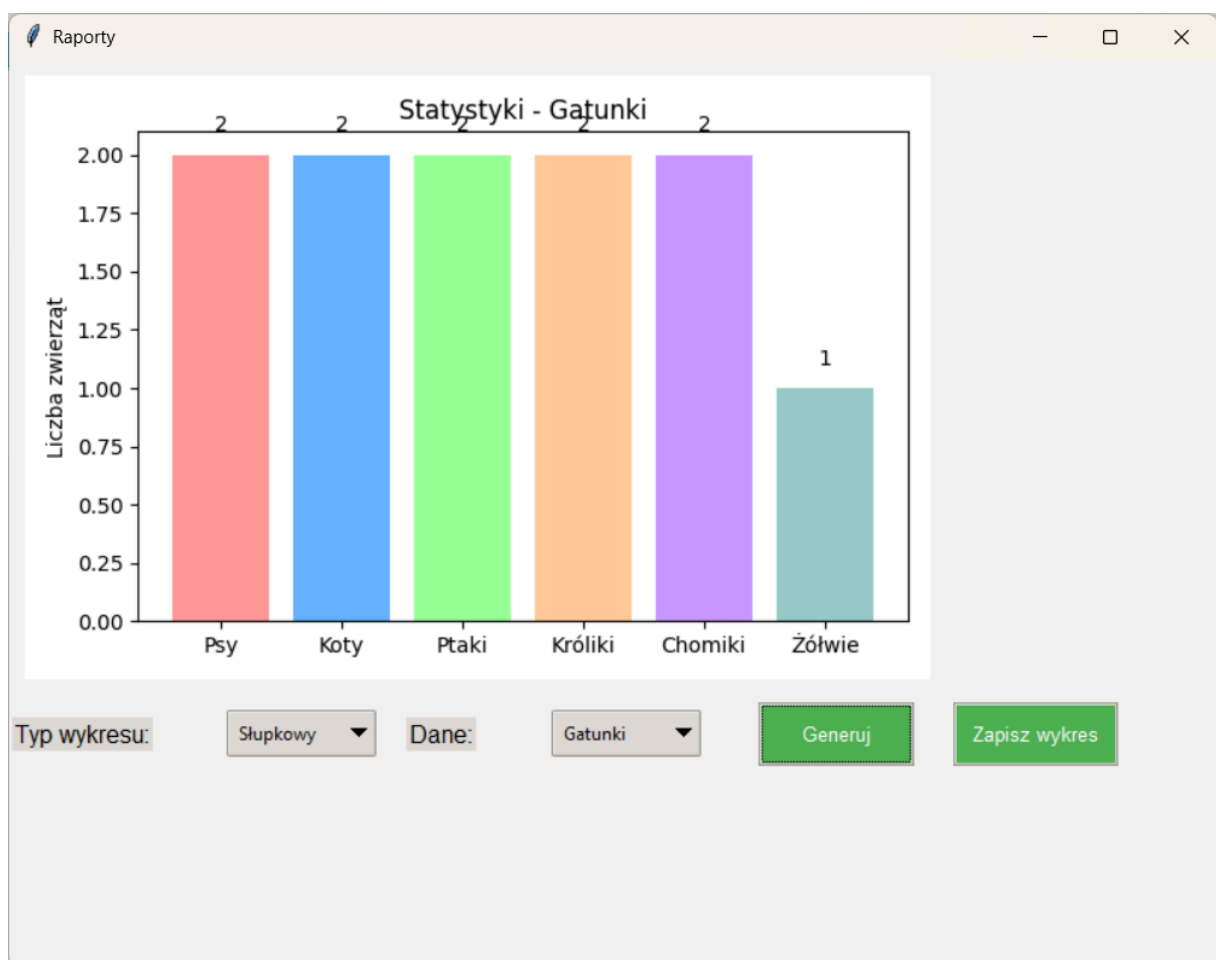 Raporty
Statystyki - Gatunki
2 2 2 2 2
2.00
1.75
1.50
1.25
1
1.00
0.75
0.50
0.25
0.00
Liczba zwierząt
Psy Koty Ptaki Króliki Chomiki Żółwie
Typ wykresu: Słupkowy Dane: Gatunki Generuj Zapisz wykres